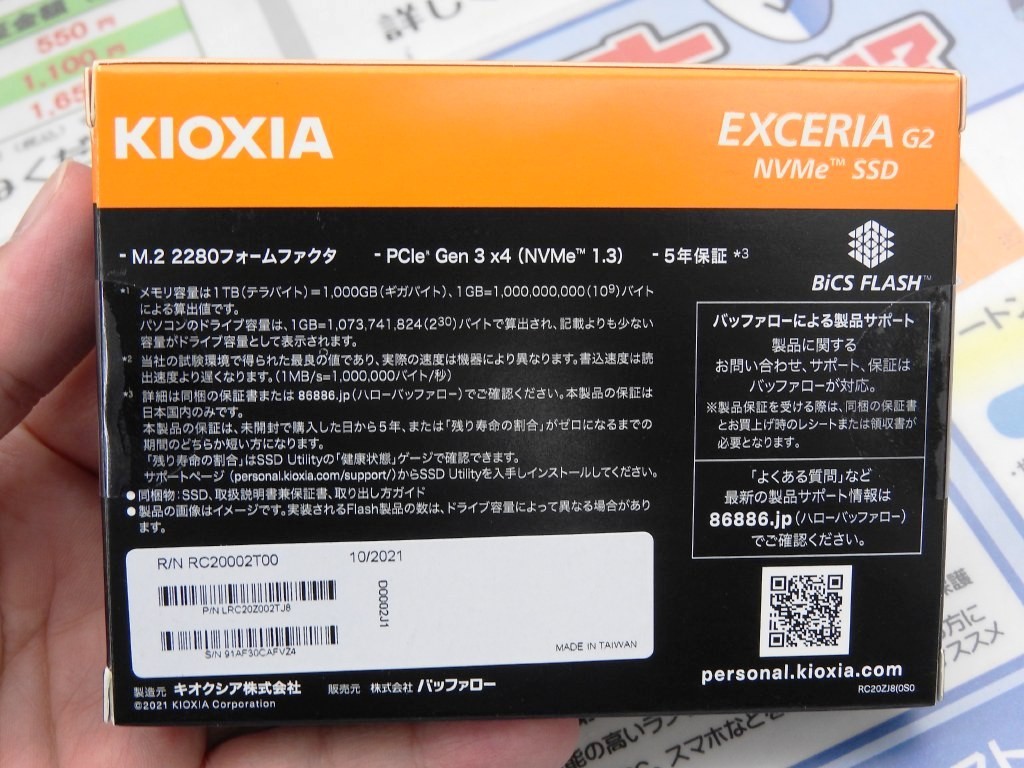 550 円
1,100 円
詳しく
KIOXIA
EXCERIA G2
NVMe™ SSD
- M.2 2280フォームファクタ - PCIe® Gen 3 x4 (NVMe™ 1.3) - 5年保証 *3
BiCS FLASH™
*1 メモリ容量は1TB(テラバイト)=1,000GB(ギガバイト)、1GB=1,000,000,000(10⁹)バイト
による算出値です。
パソコンのドライブ容量は、1GB=1,073,741,824(2³⁰)バイトで算出され、記載よりも少ない
容量がドライブ容量として表示されます。
*2 当社の試験環境で得られた最良の値であり、実際の速度は機器により異なります。書込速度は読
出速度より遅くなります。(1MB/s=1,000,000バイト/秒)
*3 詳細は同梱の保証書または 86886.jp(ハローバッファロー)でご確認ください。本製品の保証は
日本国内のみです。
本製品の保証は、未開封で購入した日から5年、または「残り寿命の割合」がゼロになるまでの
期間のどちらか短い方になります。
「残り寿命の割合」はSSD Utilityの「健康状態」ゲージで確認できます。
サポートページ (personal.kioxia.com/support/)からSSD Utilityを入手しインストールしてください。
●同梱物:SSD、取扱説明書兼保証書、取り出し方ガイド
●製品の画像はイメージです。実装されるFlash製品の数は、ドライブ容量によって異なる場合があり
ます。
バッファローによる製品サポート
製品に関する
お問い合わせ、サポート、保証は
バッファローが対応。
※製品保証を受ける際は、同梱の保証書
とお買上げ時のレシートまたは領収書が
必要となります。
「よくある質問」など
最新の製品サポート情報は
86886.jp(ハローバッファロー)
でご確認ください。
R/N RC20002T00 10/2021
P/N LRC20Z002TJ8
D0002J1
S/N 91AF30CAFVZ4
MADE IN TAIWAN
personal.kioxia.com
RC20ZJ8(0S0
製造元 キオクシア株式会社 販売元 株式会社 バッファロー
©2021 KIOXIA Corporation